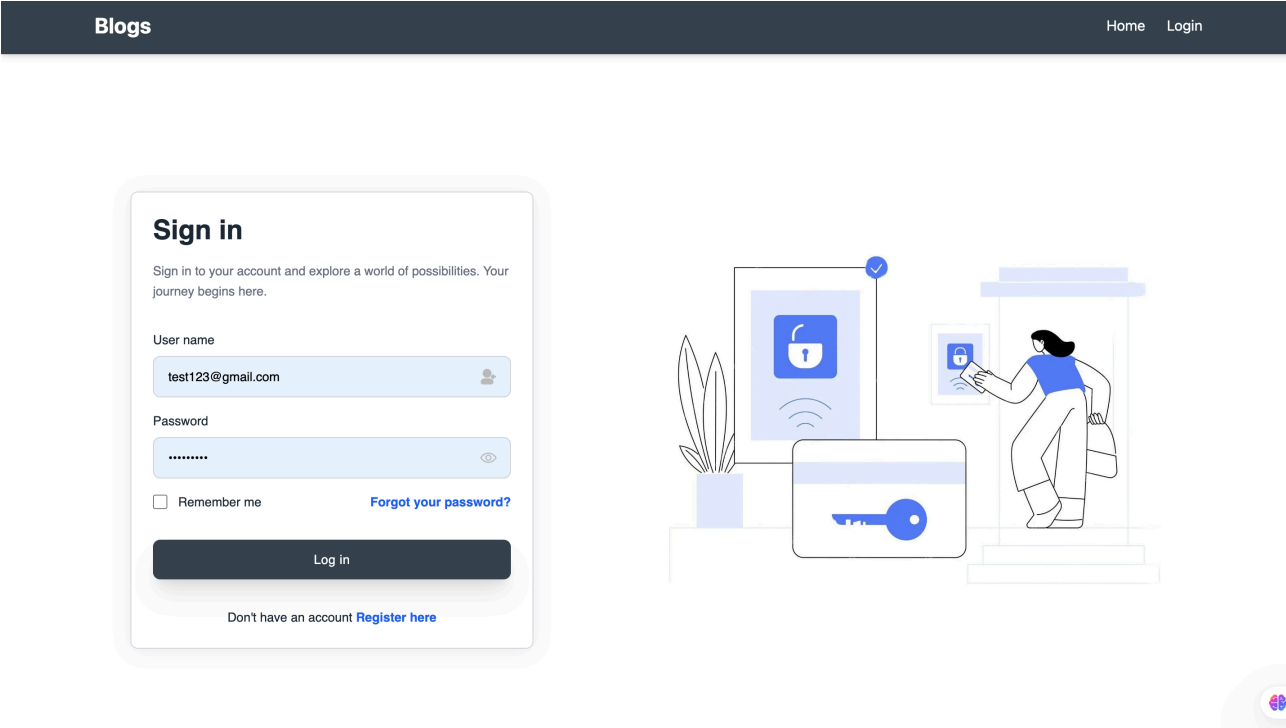 Blogs
Home
Login
Sign in
Sign in to your account and explore a world of possibilities. Your
journey begins here.
User name
test123@gmail.com
Password
•••••••••
Remember me
Forgot your password?
Log in
Don't have an account Register here